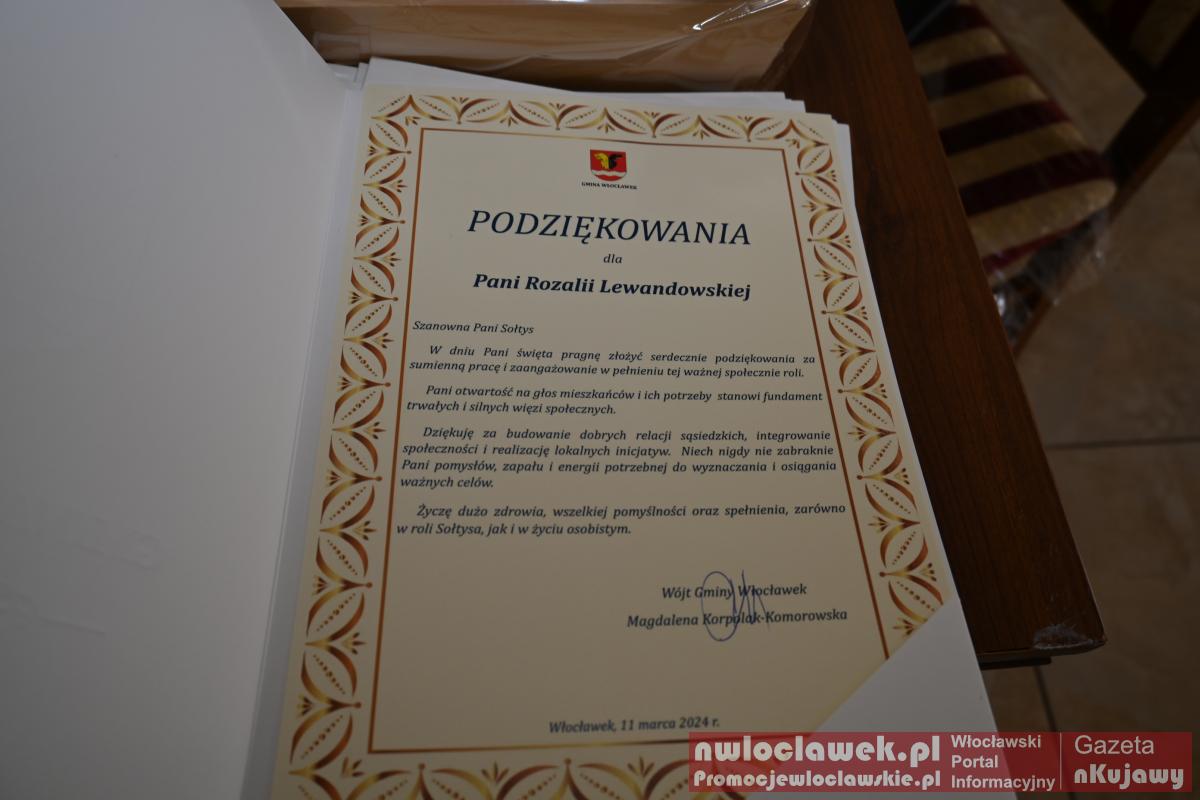 GMINA WŁOCŁAWEK
PODZIĘKOWANIA
dla
Pani Rozalii Lewandowskiej
Szanowna Pani Sołtys
W dniu Pani święta pragnę złożyć serdecznie podziękowania za
sumienną pracę i zaangażowanie w pełnieniu tej ważnej społecznie roli.
Pani otwartość na głos mieszkańców i ich potrzeby stanowi fundament
trwałych i silnych więzi społecznych.
Dziękuję za budowanie dobrych relacji sąsiedzkich, integrowanie
społeczności i realizację lokalnych inicjatyw. Niech nigdy nie zabraknie
Pani pomysłów, zapału i energii potrzebnej do wyznaczania i osiągania
ważnych celów.
Życzę dużo zdrowia, wszelkiej pomyślności oraz spełnienia, zarówno
w roli Sołtysa, jak i w życiu osobistym.
Wójt Gminy Włocławek
Magdalena Korpolak-Komorowska
Włocławek, 11 marca 2024 r.
nwloclawek.pl
Promocjewloclawskie.pl
Włocławski
Portal
Informacyjny
Gazeta
nKujawy